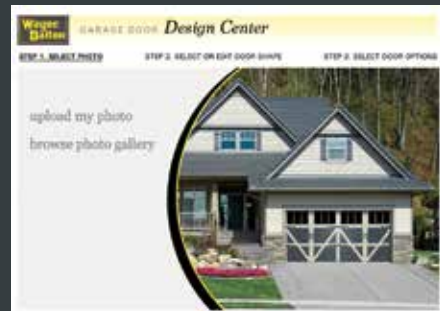 Wayne
Dalton
GARAGE DOOR Design Center
STEP 1. SELECT PHOTO STEP 2. SELECT OR EDIT DOOR SHAPE STEP 3. SELECT DOOR OPTIONS
upload my photo
browse photo gallery